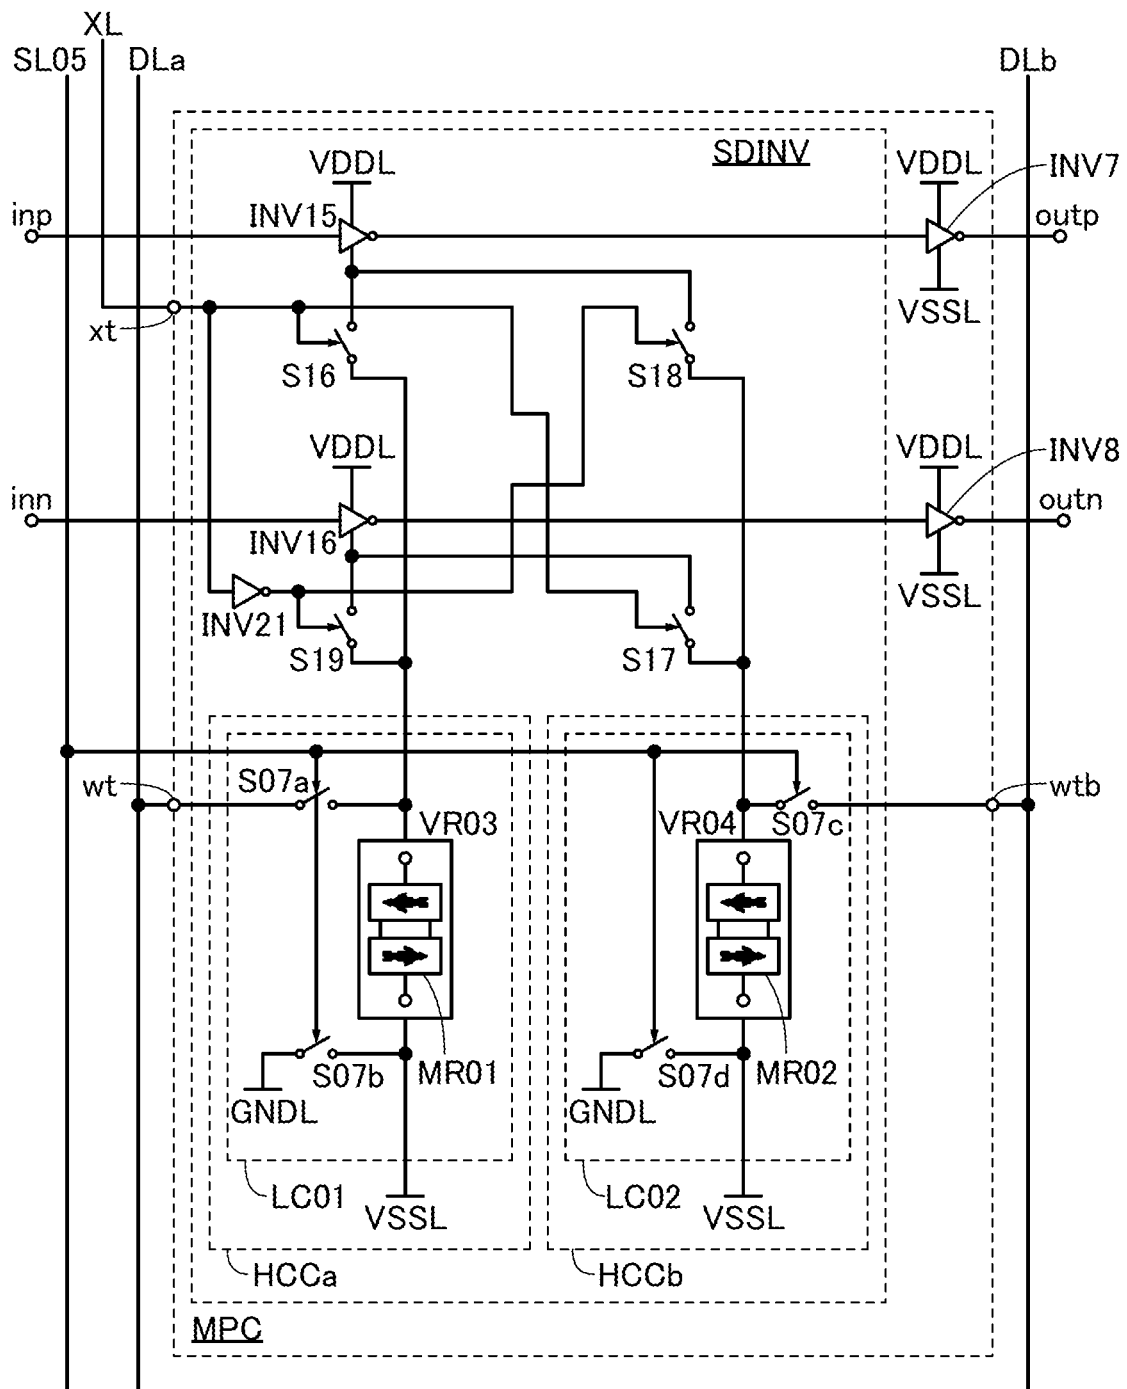 XL
SL05
DLa
DLb
SDINV
VDDL
VDDL
INV7
inp
INV15
outp
VSSL
xt
S16
S18
VDDL
VDDL
INV8
inn
INV16
outn
VSSL
INV21
S19
S17
wt
S07a
wtb
VR03
VR04
S07c
S07b
MR01
S07d
MR02
GNDL
GNDL
LC01
LC02
VSSL
VSSL
HCCa
HCCb
MPC